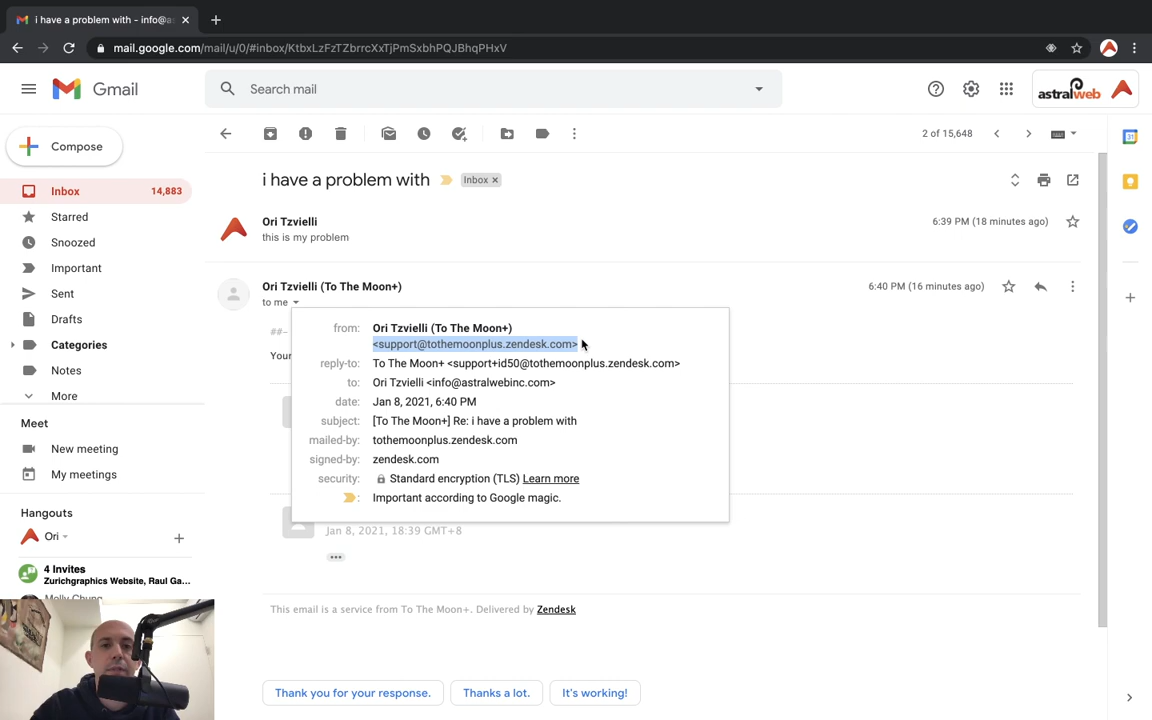 i have a problem with - info@as
mail.google.com/mail/u/0/#inbox/KtbxLzFzTZbrrcXxTjPmSxbhPQJBhqPHxV
Gmail
Search mail
astralweb
Compose
2 of 15,648
Inbox 14,883
Starred
Snoozed
Important
Sent
Drafts
Categories
Notes
More
Meet
New meeting
My meetings
Hangouts
Ori
4 Invites
Zurichgraphics Website, Raul Ga...
Molly Chung
i have a problem with
Inbox
Ori Tzvielli
6:39 PM (18 minutes ago)
this is my problem
Ori Tzvielli (To The Moon+)
6:40 PM (16 minutes ago)
to me
##-
Your
from: Ori Tzvielli (To The Moon+)
<support@tothemoonplus.zendesk.com>
reply-to: To The Moon+ <support+id50@tothemoonplus.zendesk.com>
to: Ori Tzvielli <info@astralwebinc.com>
date: Jan 8, 2021, 6:40 PM
subject: [To The Moon+] Re: i have a problem with
mailed-by: tothemoonplus.zendesk.com
signed-by: zendesk.com
security: Standard encryption (TLS) Learn more
: Important according to Google magic.
Jan 8, 2021, 18:39 GMT+8
This email is a service from To The Moon+. Delivered by Zendesk
Thank you for your response.
Thanks a lot.
It's working!
31